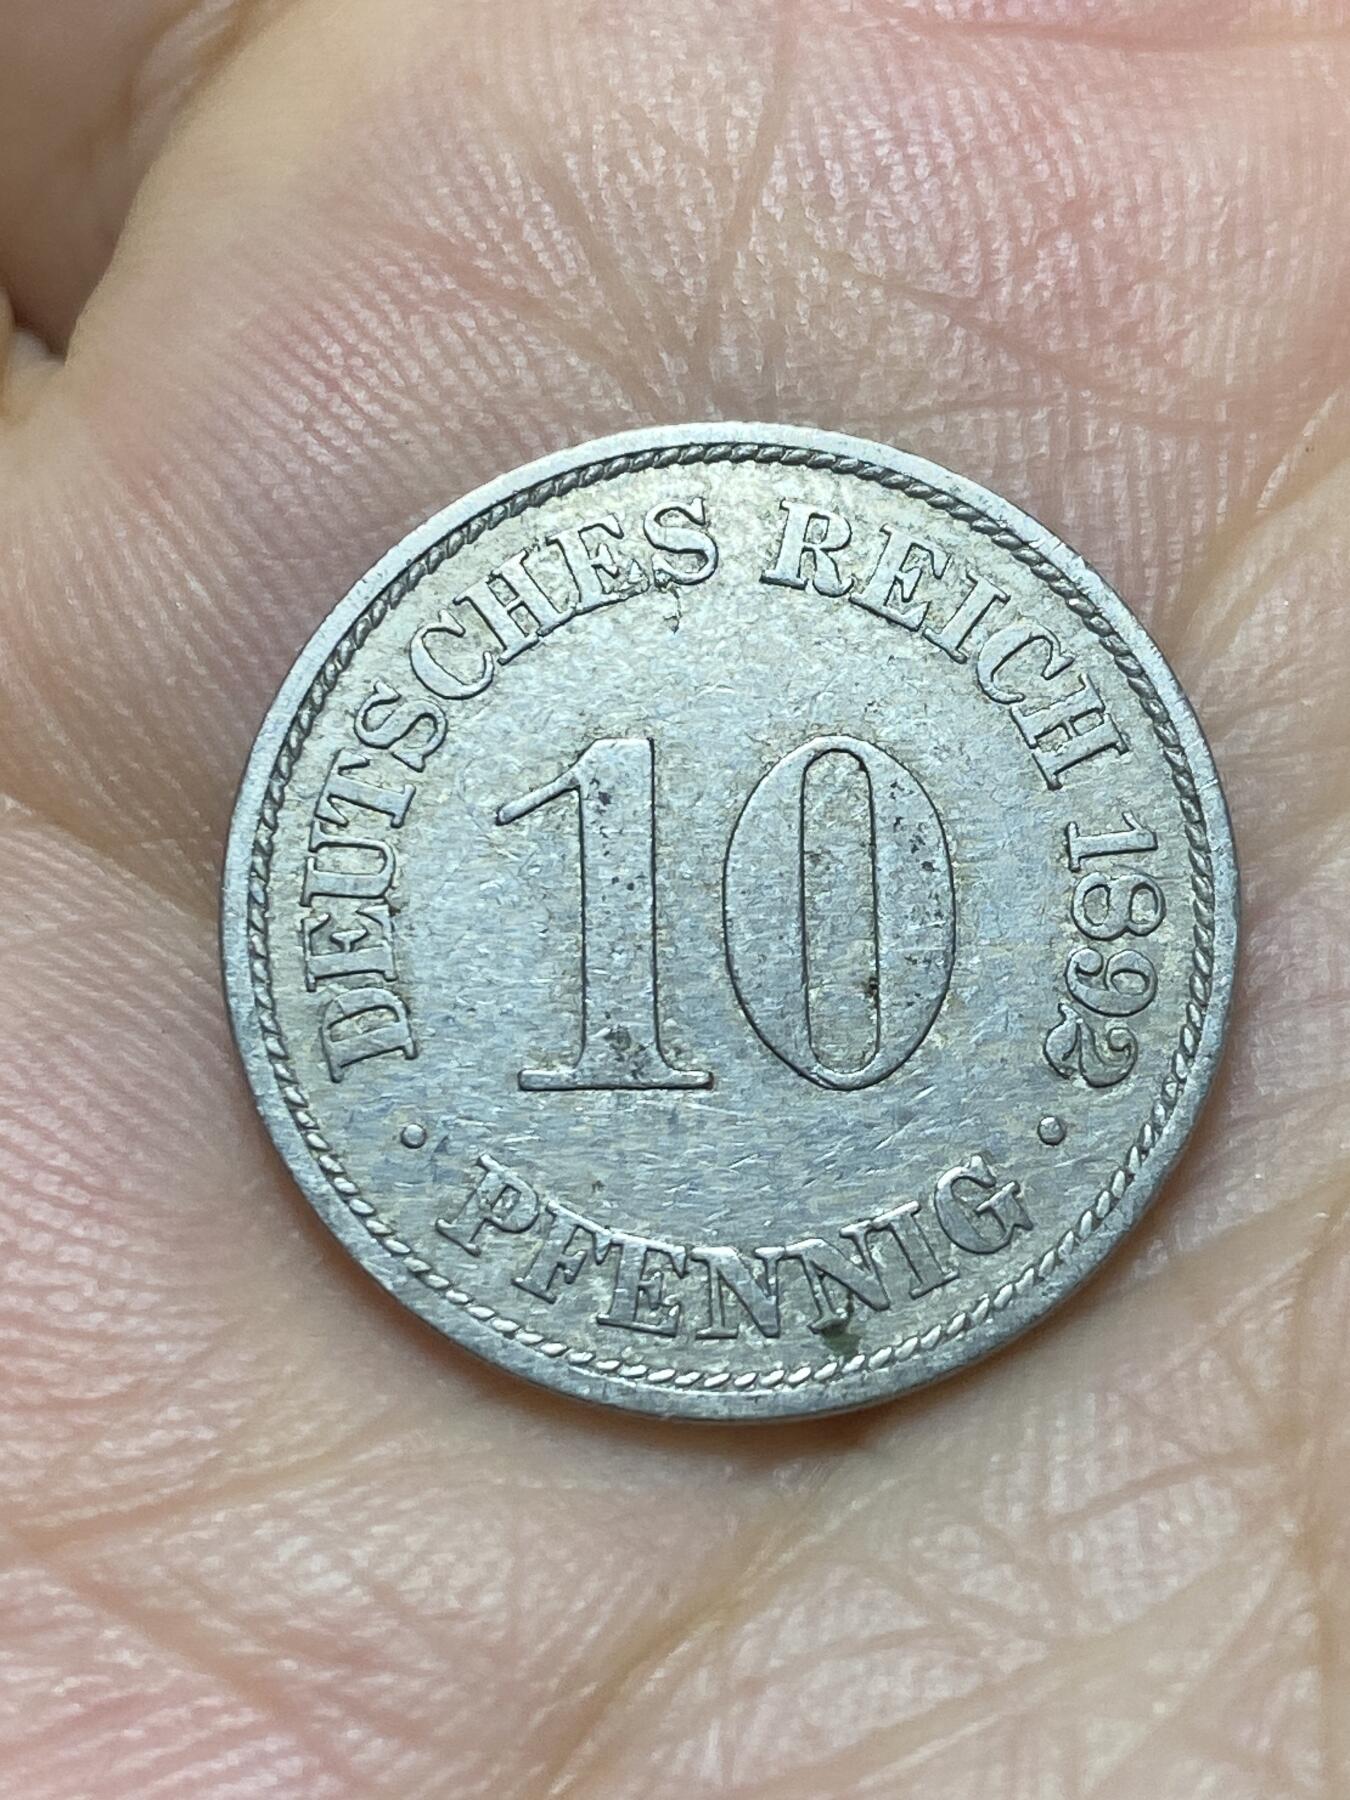 DEUTSCHES REICH 1892
10
• PFENNIG •